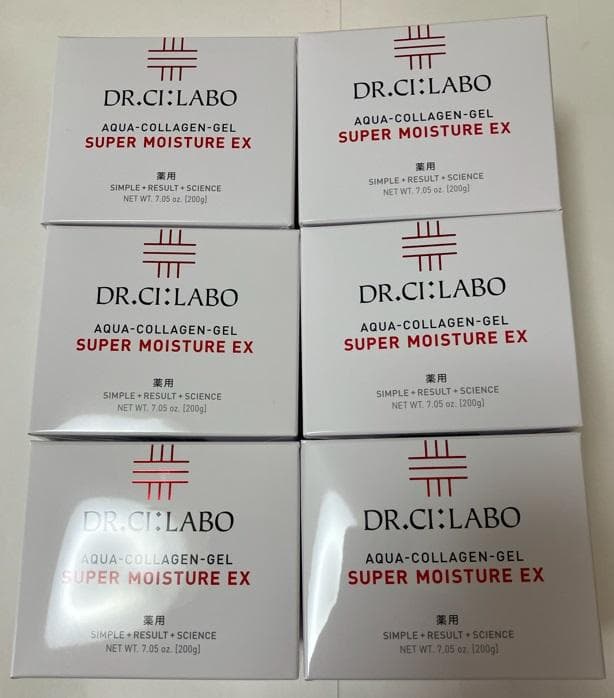 DR.CI:LABO
AQUA-COLLAGEN-GEL
SUPER MOISTURE EX
薬用
SIMPLE+RESULT+SCIENCE
NET WT. 7.05 oz. [200g]
DR.CI:LABO
AQUA-COLLAGEN-GEL
SUPER MOISTURE EX
薬用
SIMPLE+RESULT+SCIENCE
NET WT. 7.05 oz. [200g]
DR.CI:LABO
AQUA-COLLAGEN-GEL
SUPER MOISTURE EX
薬用
SIMPLE+RESULT+SCIENCE
NET WT. 7.05 oz. [200g]
DR.CI:LABO
AQUA-COLLAGEN-GEL
SUPER MOISTURE EX
薬用
SIMPLE+RESULT+SCIENCE
NET WT. 7.05 oz. [200g]
DR.CI:LABO
AQUA-COLLAGEN-GEL
SUPER MOISTURE EX
薬用
SIMPLE+RESULT+SCIENCE
NET WT. 7.05 oz. [200g]
DR.CI:LABO
AQUA-COLLAGEN-GEL
SUPER MOISTURE EX
薬用
SIMPLE+RESULT+SCIENCE
NET WT. 7.05 oz. [200g]